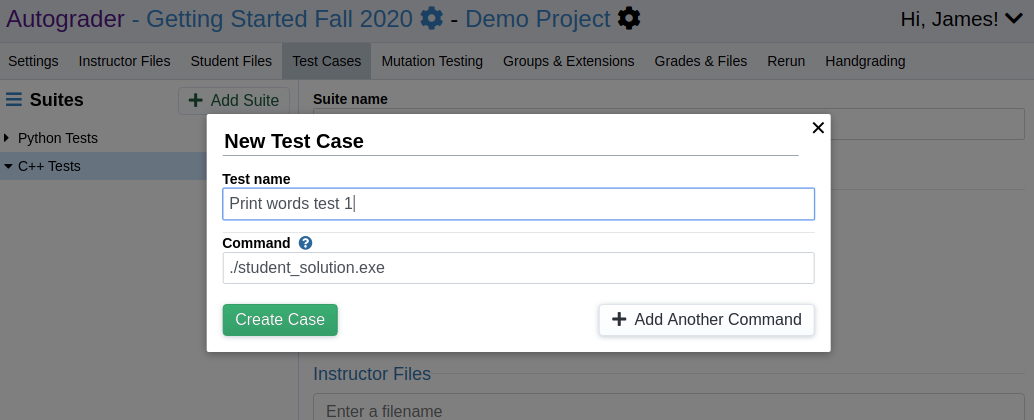 Autograder - Getting Started Fall 2020 - Demo Project Hi, James!
Settings Instructor Files Student Files Test Cases Mutation Testing Groups & Extensions Grades & Files Rerun Handgrading
Suites Add Suite
Python Tests
C++ Tests
Suite name
New Test Case
Test name
Print words test 1
Command
./student_solution.exe
Create Case Add Another Command
Instructor Files
Enter a filename